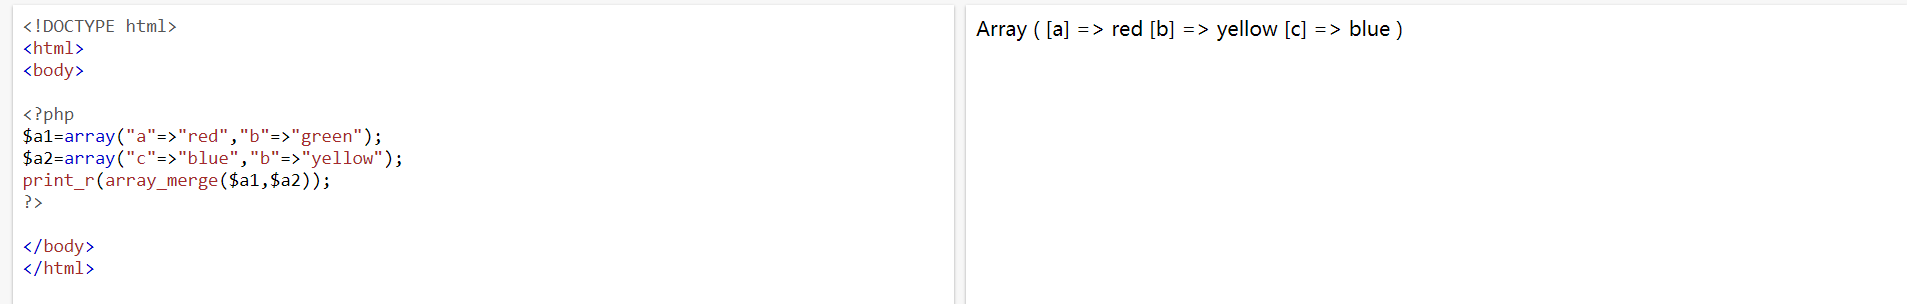 <!DOCTYPE html>
<html>
<body>
<?php
$a1=array("a"=>"red","b"=>"green");
$a2=array("c"=>"blue","b"=>"yellow");
print_r(array_merge($a1,$a2));
?>
</body>
</html>
Array ( [a] => red [b] => yellow [c] => blue )